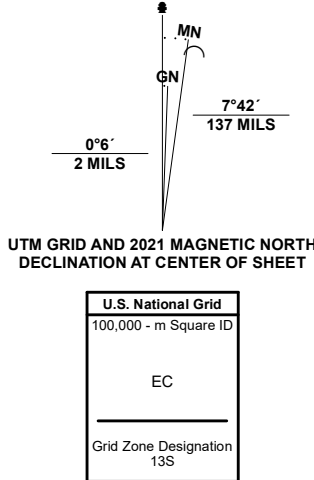 MN
GN
7°42´
137 MILS
0°6´
2 MILS
UTM GRID AND 2021 MAGNETIC NORTH
DECLINATION AT CENTER OF SHEET
U.S. National Grid
100,000 - m Square ID
EC
Grid Zone Designation
13S